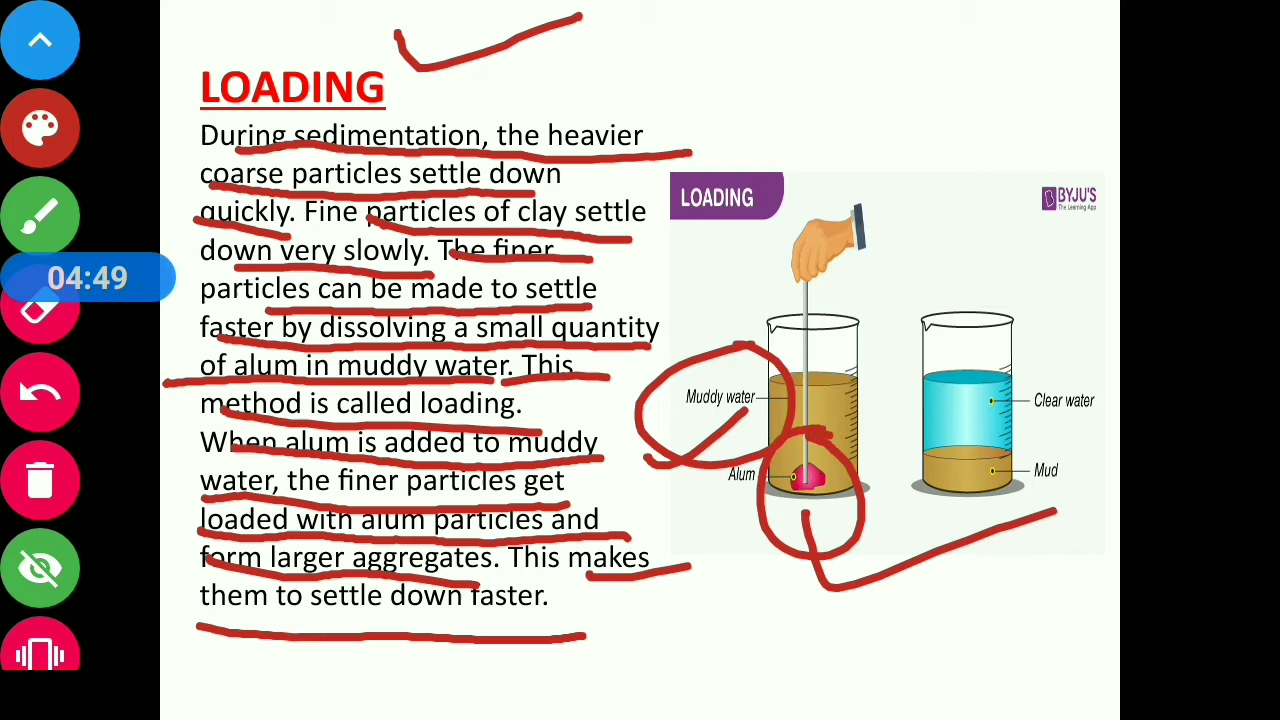 LOADING
During sedimentation, the heavier
coarse particles settle down
quickly. Fine particles of clay settle
down very slowly. The finer
particles can be made to settle
faster by dissolving a small quantity
of alum in muddy water. This
method is called loading.
When alum is added to muddy
water, the finer particles get
loaded with alum particles and
form larger aggregates. This makes
them to settle down faster.
04:49
LOADING
BYJU'S
The Learning App
Muddy water
Alum
Clear water
Mud